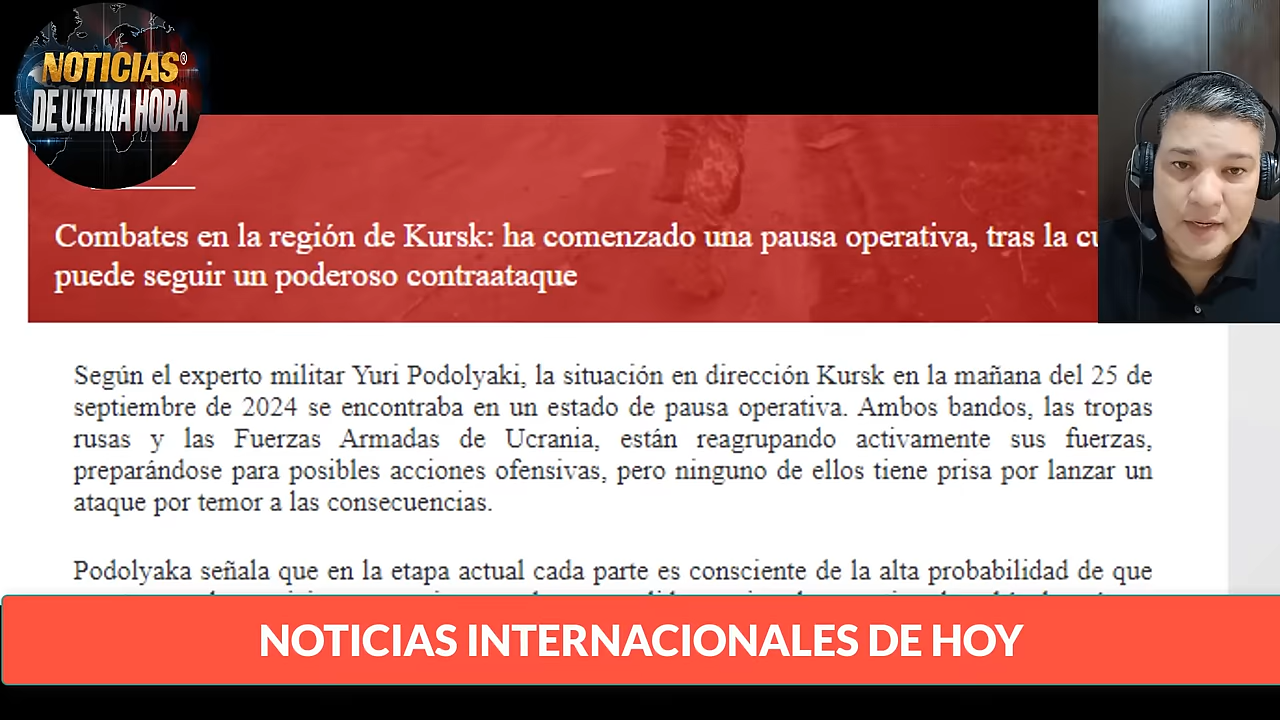 NOTICIAS®
DE ULTIMA HORA
Combates en la región de Kursk: ha comenzado una pausa operativa, tras la
puede seguir un poderoso contraataque
Según el experto militar Yuri Podolyaki, la situación en dirección Kursk en la mañana del 25 de
septiembre de 2024 se encontraba en un estado de pausa operativa. Ambos bandos, las tropas
rusas y las Fuerzas Armadas de Ucrania, están reagrupando activamente sus fuerzas,
preparándose para posibles acciones ofensivas, pero ninguno de ellos tiene prisa por lanzar un
ataque por temor a las consecuencias.
Podolyaka señala que en la etapa actual cada parte es consciente de la alta probabilidad de que
NOTICIAS INTERNACIONALES DE HOY